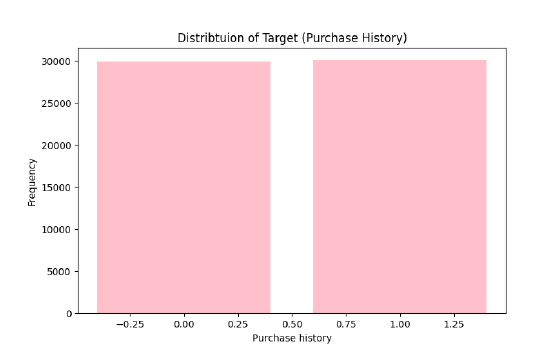 Distribtuion of Target (Purchase History)
30000
25000
20000
15000
10000
5000
0
Frequency
−0.25 0.00 0.25 0.50 0.75 1.00 1.25
Purchase history